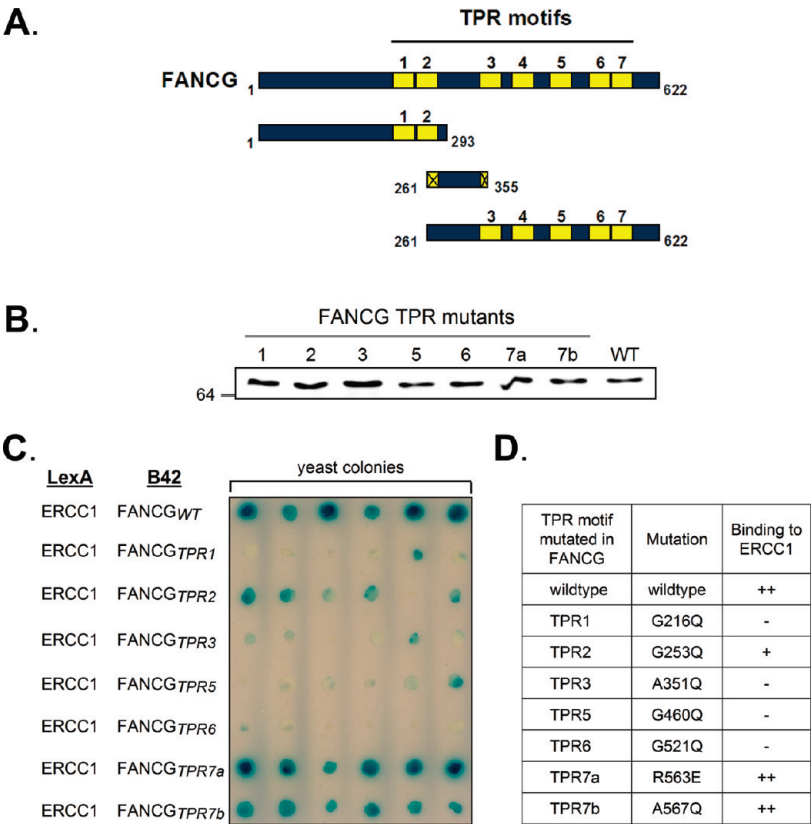 A.
TPR motifs
1 2 3 4 5 6 7
FANCG 1 622
1 2
1 293
261 355
3 4 5 6 7
261 622
B.
FANCG TPR mutants
1 2 3 5 6 7a 7b WT
64
C.
LexA B42 yeast colonies
ERCC1 FANCGWT
ERCC1 FANCGTPR1
ERCC1 FANCGTPR2
ERCC1 FANCGTPR3
ERCC1 FANCGTPR5
ERCC1 FANCGTPR6
ERCC1 FANCGTPR7a
ERCC1 FANCGTPR7b
D.
TPR motif mutated in FANCG Mutation Binding to ERCC1
wildtype wildtype ++
TPR1 G216Q -
TPR2 G253Q +
TPR3 A351Q -
TPR5 G460Q -
TPR6 G521Q -
TPR7a R563E ++
TPR7b A567Q ++